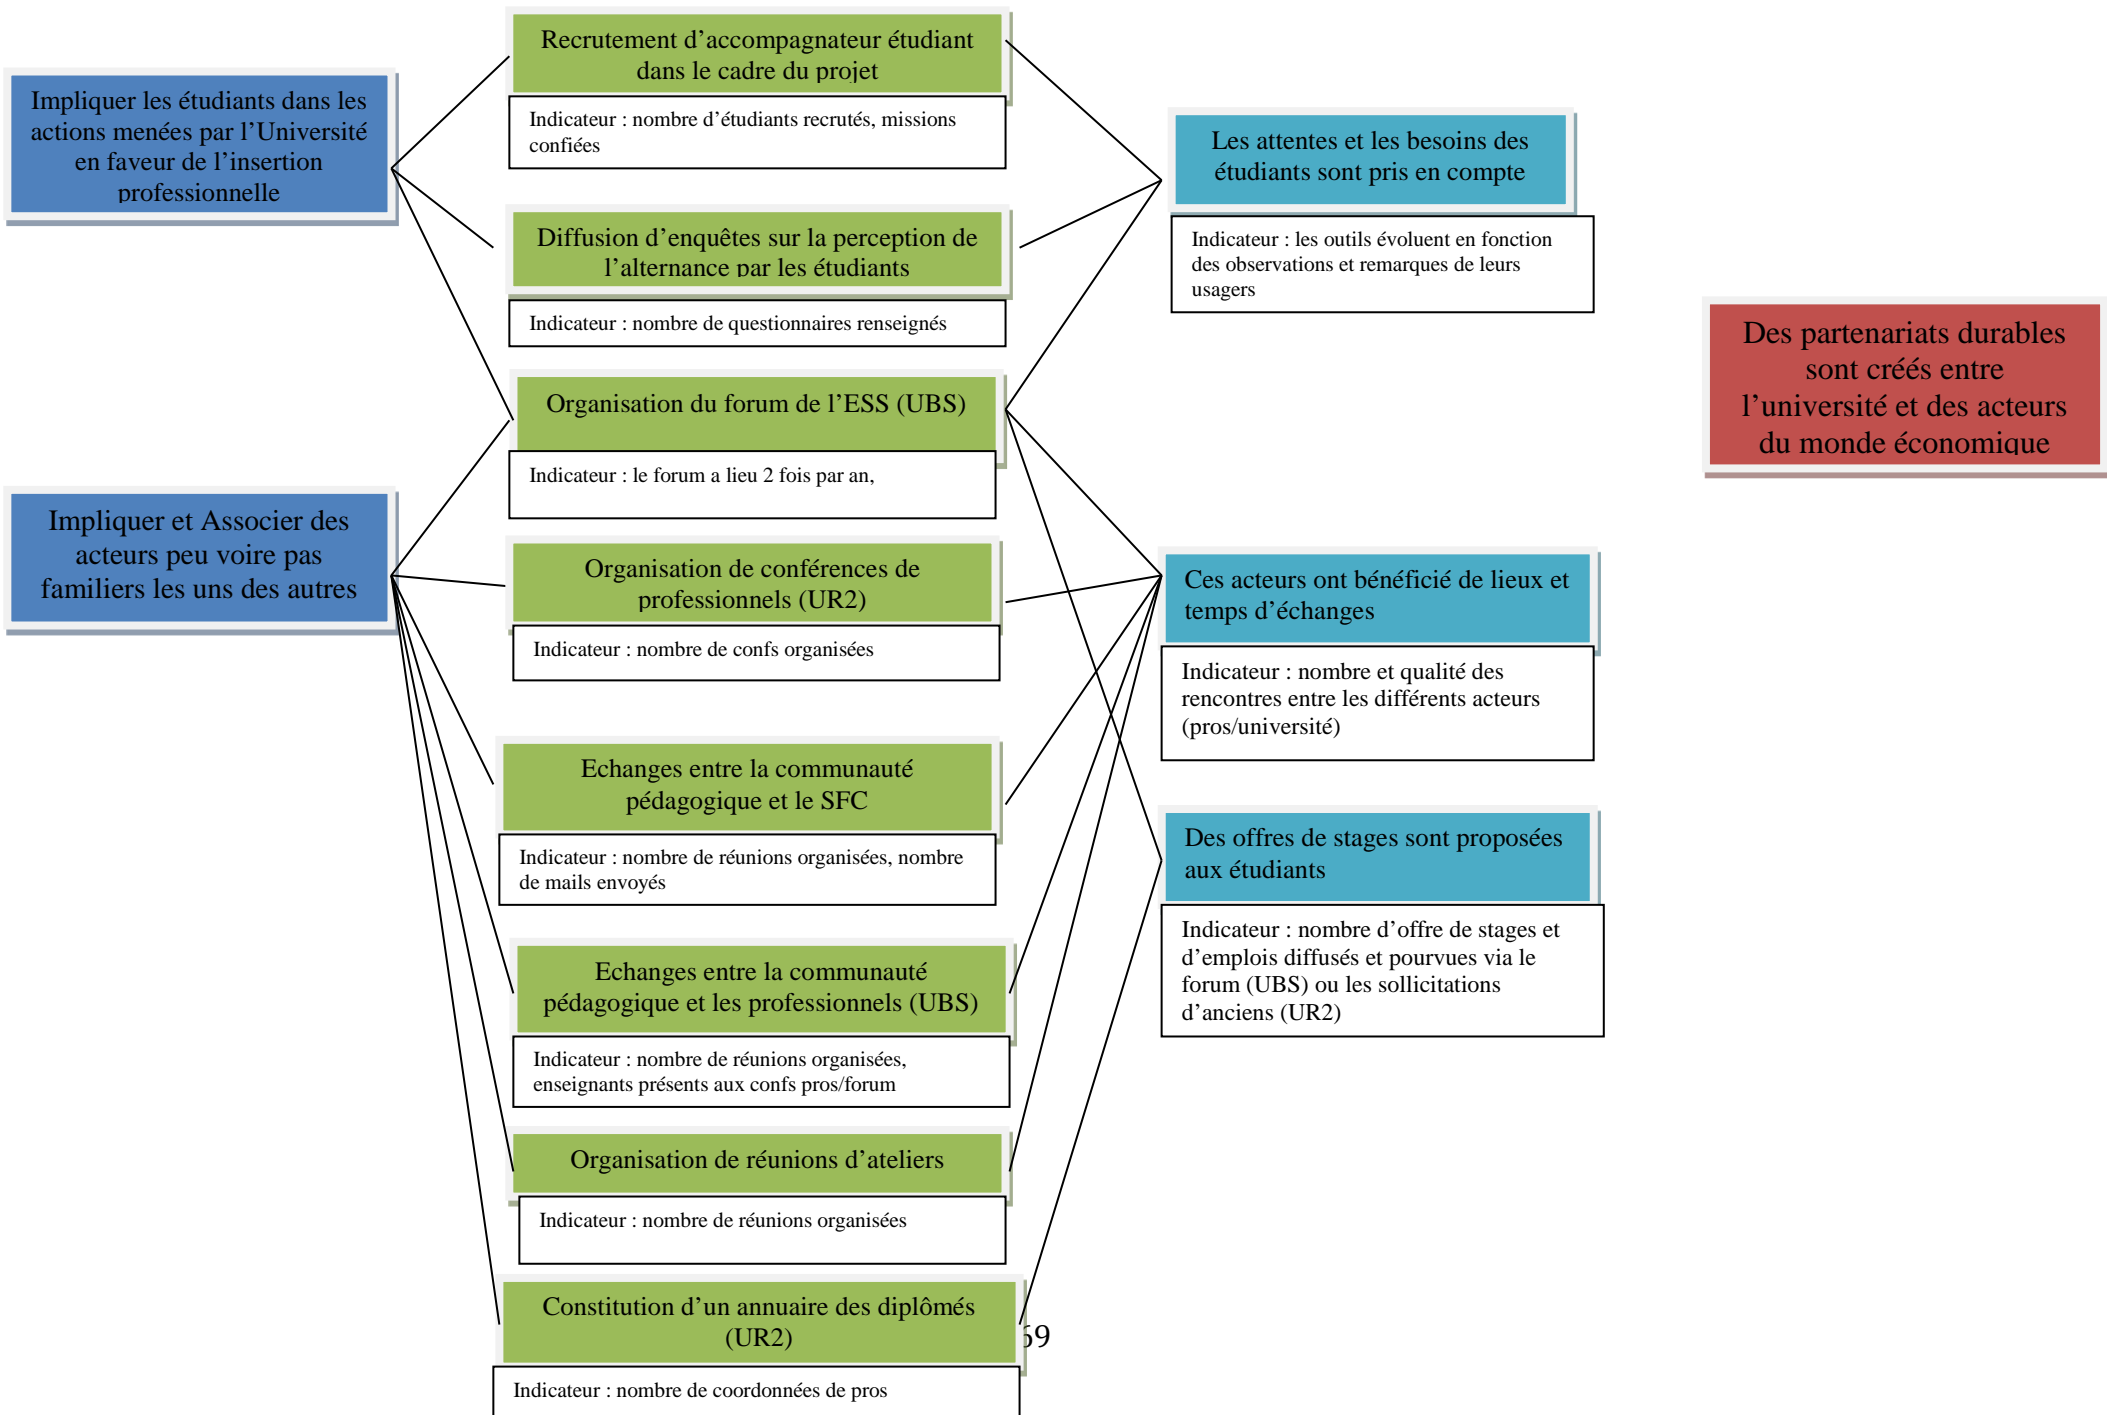 Impliquer les étudiants dans les
actions menées par l’Université
en faveur de l’insertion
professionnelle
Impliquer et Associer des
acteurs peu voire pas
familiers les uns des autres
Recrutement d’accompagnateur étudiant
dans le cadre du projet
Indicateur : nombre d’étudiants recrutés, missions
confiées
Diffusion d’enquêtes sur la perception de
l’alternance par les étudiants
Indicateur : nombre de questionnaires renseignés
Organisation du forum de l’ESS (UBS)
Indicateur : le forum a lieu 2 fois par an,
Organisation de conférences de
professionnels (UR2)
Indicateur : nombre de confs organisées
Echanges entre la communauté
pédagogique et le SFC
Indicateur : nombre de réunions organisées, nombre
de mails envoyés
Echanges entre la communauté
pédagogique et les professionnels (UBS)
Indicateur : nombre de réunions organisées,
enseignants présents aux confs pros/forum
Organisation de réunions d’ateliers
Indicateur : nombre de réunions organisées
Constitution d’un annuaire des diplômés
(UR2)
Indicateur : nombre de coordonnées de pros
Les attentes et les besoins des
étudiants sont pris en compte
Indicateur : les outils évoluent en fonction
des observations et remarques de leurs
usagers
Ces acteurs ont bénéficié de lieux et
temps d’échanges
Indicateur : nombre et qualité des
rencontres entre les différents acteurs
(pros/université)
Des offres de stages sont proposées
aux étudiants
Indicateur : nombre d’offre de stages et
d’emplois diffusés et pourvues via le
forum (UBS) ou les sollicitations
d’anciens (UR2)
Des partenariats durables
sont créés entre
l’université et des acteurs
du monde économique